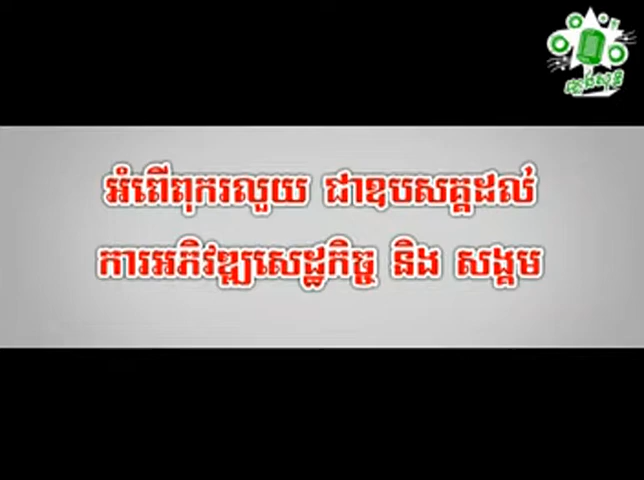 អំពើពុករលួយ ជាឧបសគ្គដល់
ការអភិវឌ្ឍសេដ្ឋកិច្ច និង សង្គម